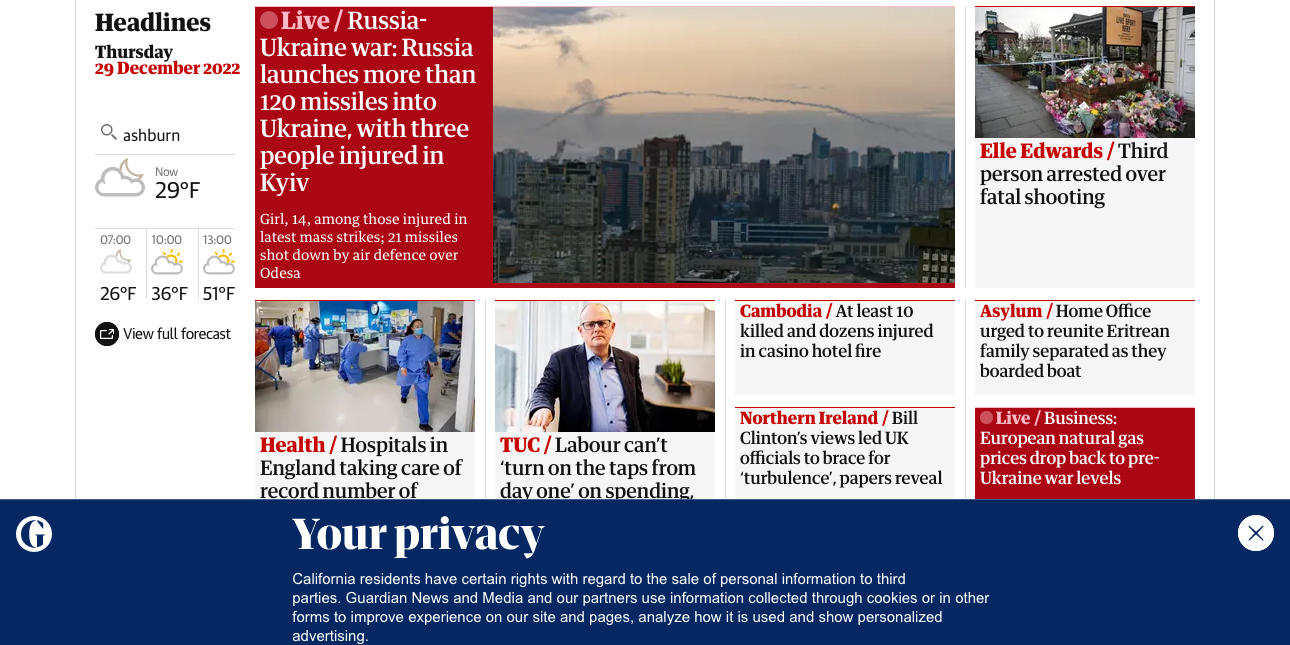 Headlines
Thursday
29 December 2022
ashburn
Now
29°F
07:00 10:00 13:00
26°F 36°F 51°F
View full forecast
Live / Russia-
Ukraine war: Russia
launches more than
120 missiles into
Ukraine, with three
people injured in
Kyiv
Girl, 14, among those injured in
latest mass strikes; 21 missiles
shot down by air defence over
Odesa
Elle Edwards / Third
person arrested over
fatal shooting
Health / Hospitals in
England taking care of
record number of
TUC / Labour can’t
‘turn on the taps from
day one’ on spending,
Cambodia / At least 10
killed and dozens injured
in casino hotel fire
Northern Ireland / Bill
Clinton’s views led UK
officials to brace for
‘turbulence’, papers reveal
Asylum / Home Office
urged to reunite Eritrean
family separated as they
boarded boat
Live / Business:
European natural gas
prices drop back to pre-
Ukraine war levels
G
Your privacy
California residents have certain rights with regard to the sale of personal information to third
parties. Guardian News and Media and our partners use information collected through cookies or in other
forms to improve experience on our site and pages, analyze how it is used and show personalized
advertising.